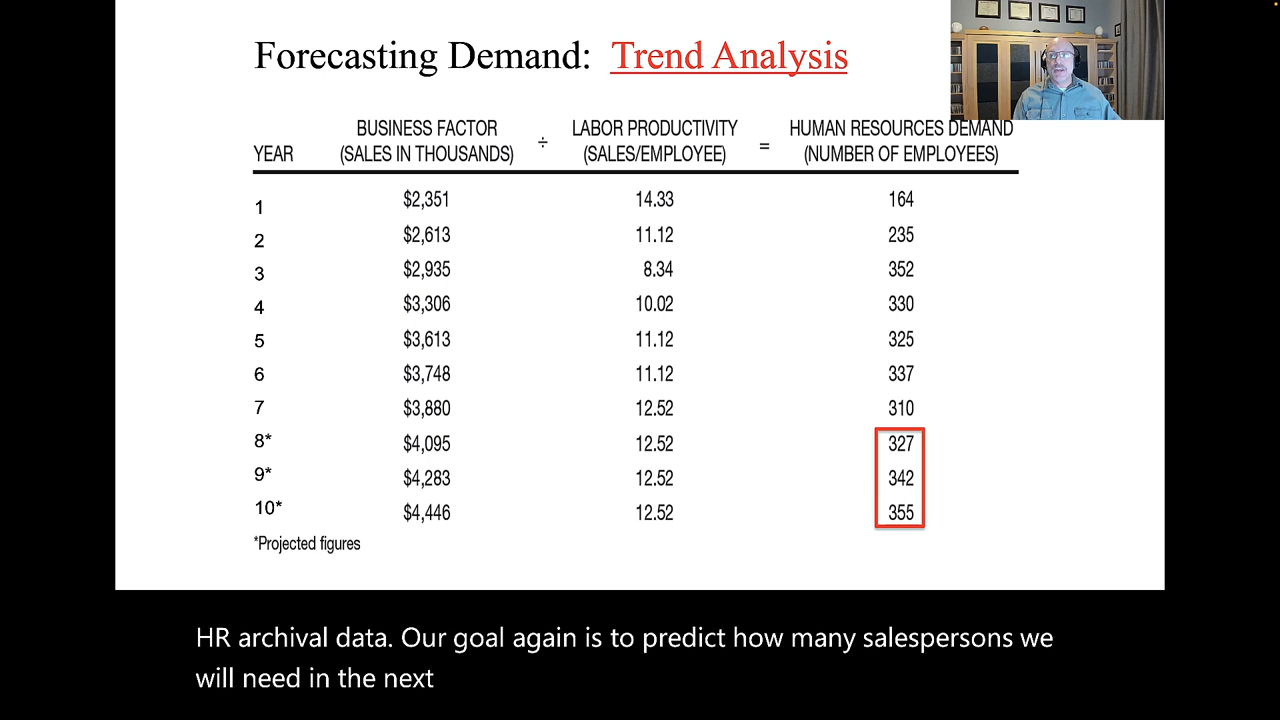 Forecasting Demand: Trend Analysis
BUSINESS FACTOR LABOR PRODUCTIVITY HUMAN RESOURCES DEMAND
YEAR (SALES IN THOUSANDS) ÷ (SALES/EMPLOYEE) = (NUMBER OF EMPLOYEES)
1 $2,351 14.33 164
2 $2,613 11.12 235
3 $2,935 8.34 352
4 $3,306 10.02 330
5 $3,613 11.12 325
6 $3,748 11.12 337
7 $3,880 12.52 310
8* $4,095 12.52 327
9* $4,283 12.52 342
10* $4,446 12.52 355
*Projected figures
HR archival data. Our goal again is to predict how many salespersons we
will need in the next